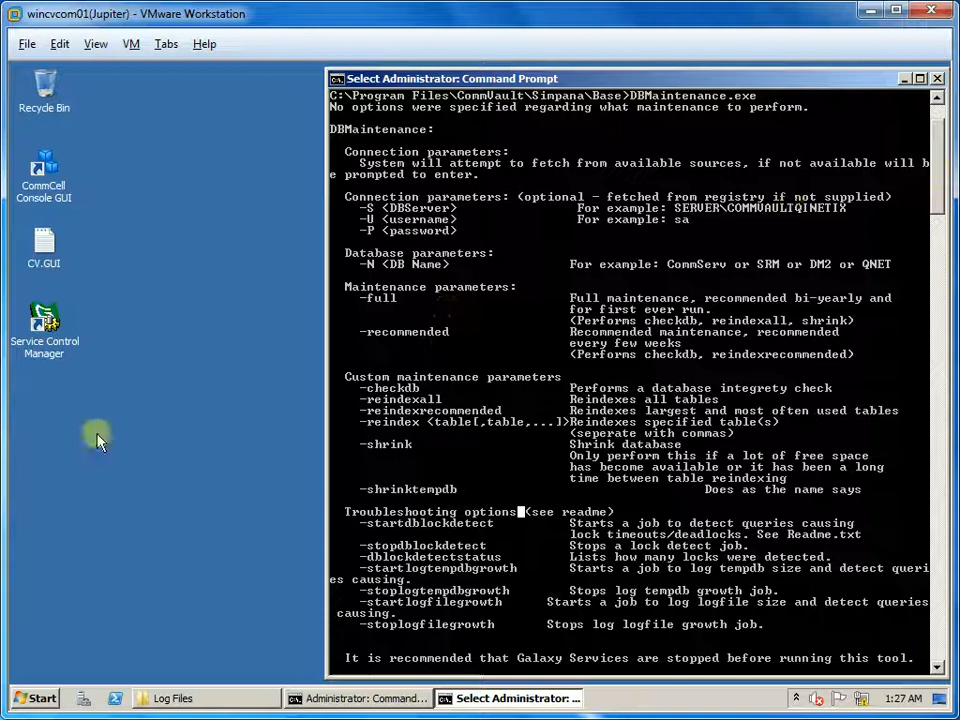 wincvcom01(Jupiter) - VMware Workstation
File Edit View VM Tabs Help
Recycle Bin
CommCell
Console GUI
CV.GUI
Service Control
Manager
Select Administrator: Command Prompt
C:\Program Files\CommVault\Simpana\Base>DBMaintenance.exe
No options were specified regarding what maintenance to perform.
DBMaintenance:
Connection parameters:
System will attempt to fetch from available sources, if not available will b
e prompted to enter.
Connection parameters: (optional - fetched from registry if not supplied)
-S <DBServer> For example: SERVER\COMMVAULTQINETIX
-U <username> For example: sa
-P <password>
Database parameters:
-N <DB Name> For example: CommServ or SRM or DM2 or QNET
Maintenance parameters:
-full Full maintenance, recommended bi-yearly and
for first ever run.
(Performs checkdb, reindexall, shrink)
-recommended Recommended maintenance, recommended
every few weeks
(Performs checkdb, reindexrecommended)
Custom maintenance parameters
-checkdb Performs a database integrety check
-reindexall Reindexes all tables
-reindexrecommended Reindexes largest and most often used tables
-reindex <table[,table,...]>Reindexes specified table(s)
(seperate with commas)
-shrink Shrink database
Only perform this if a lot of free space
has become available or it has been a long
time between table reindexing
-shrinktempdb Does as the name says
Troubleshooting options (see readme)
-startdblockdetect Starts a job to detect queries causing
lock timeouts/deadlocks. See Readme.txt
-stopdblockdetect Stops a lock detect job.
-dblockdetectstatus Lists how many locks were detected.
-startlogtempdbgrowth Starts a job to log tempdb size and detect queri
es causing.
-stoplogtempdbgrowth Stops log tempdb growth job.
-startlogfilegrowth Starts a job to log logfile size and detect queries
causing.
-stoplogfilegrowth Stops log logfile growth job.
It is recommended that Galaxy Services are stopped before running this tool.
Start Log Files Administrator: Command... Select Administrator: ... 1:27 AM